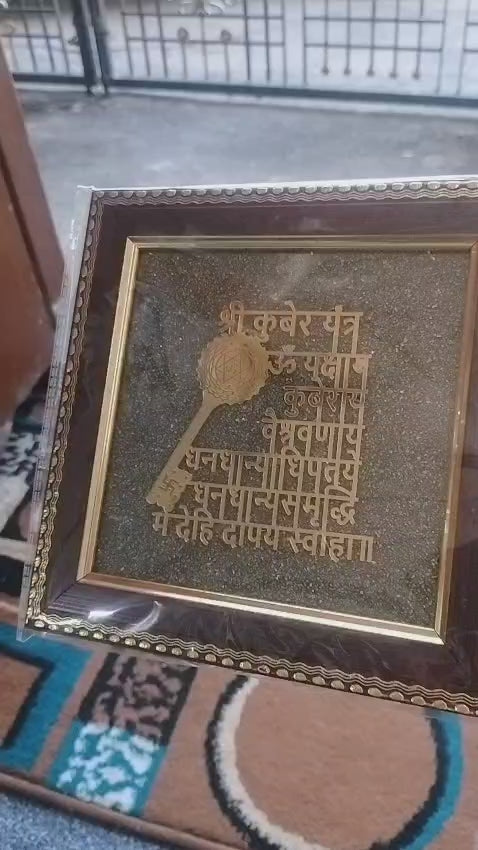 श्री कुबेर यंत्र
ॐ यक्षाय
कुबेराय
वैश्रवणाय
धनधान्याधिपतये
धनधान्यसमृद्धि
मे देहि दापय स्वाहा॥